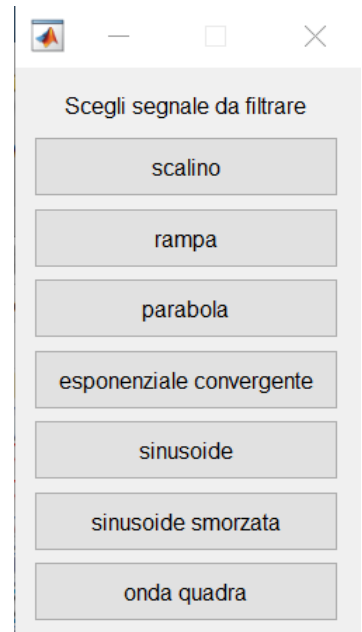 Scegli segnale da filtrare
scalino
rampa
parabola
esponenziale convergente
sinusoide
sinusoide smorzata
onda quadra